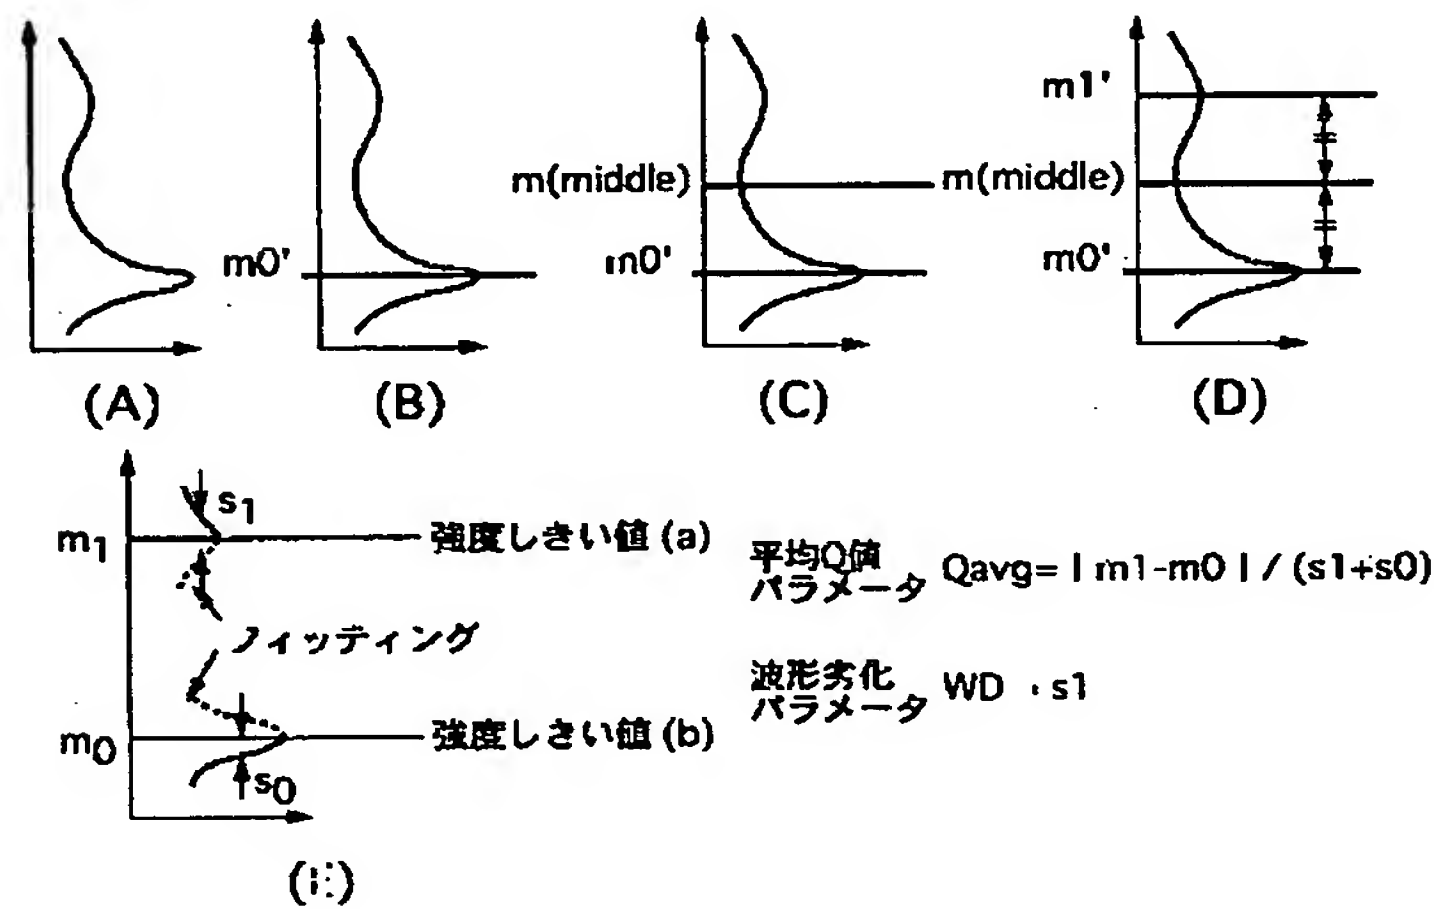 m0'
m(middle)
m0'
m1'
m(middle)
m0'
(A)
(B)
(C)
(D)
s1
m1
強度しきい値 (a)
フィッティング
m0
強度しきい値 (b)
s0
平均Q値
パラメータ Qavg= | m1-m0 | / (s1+s0)
波形劣化
パラメータ WD : s1
(E)